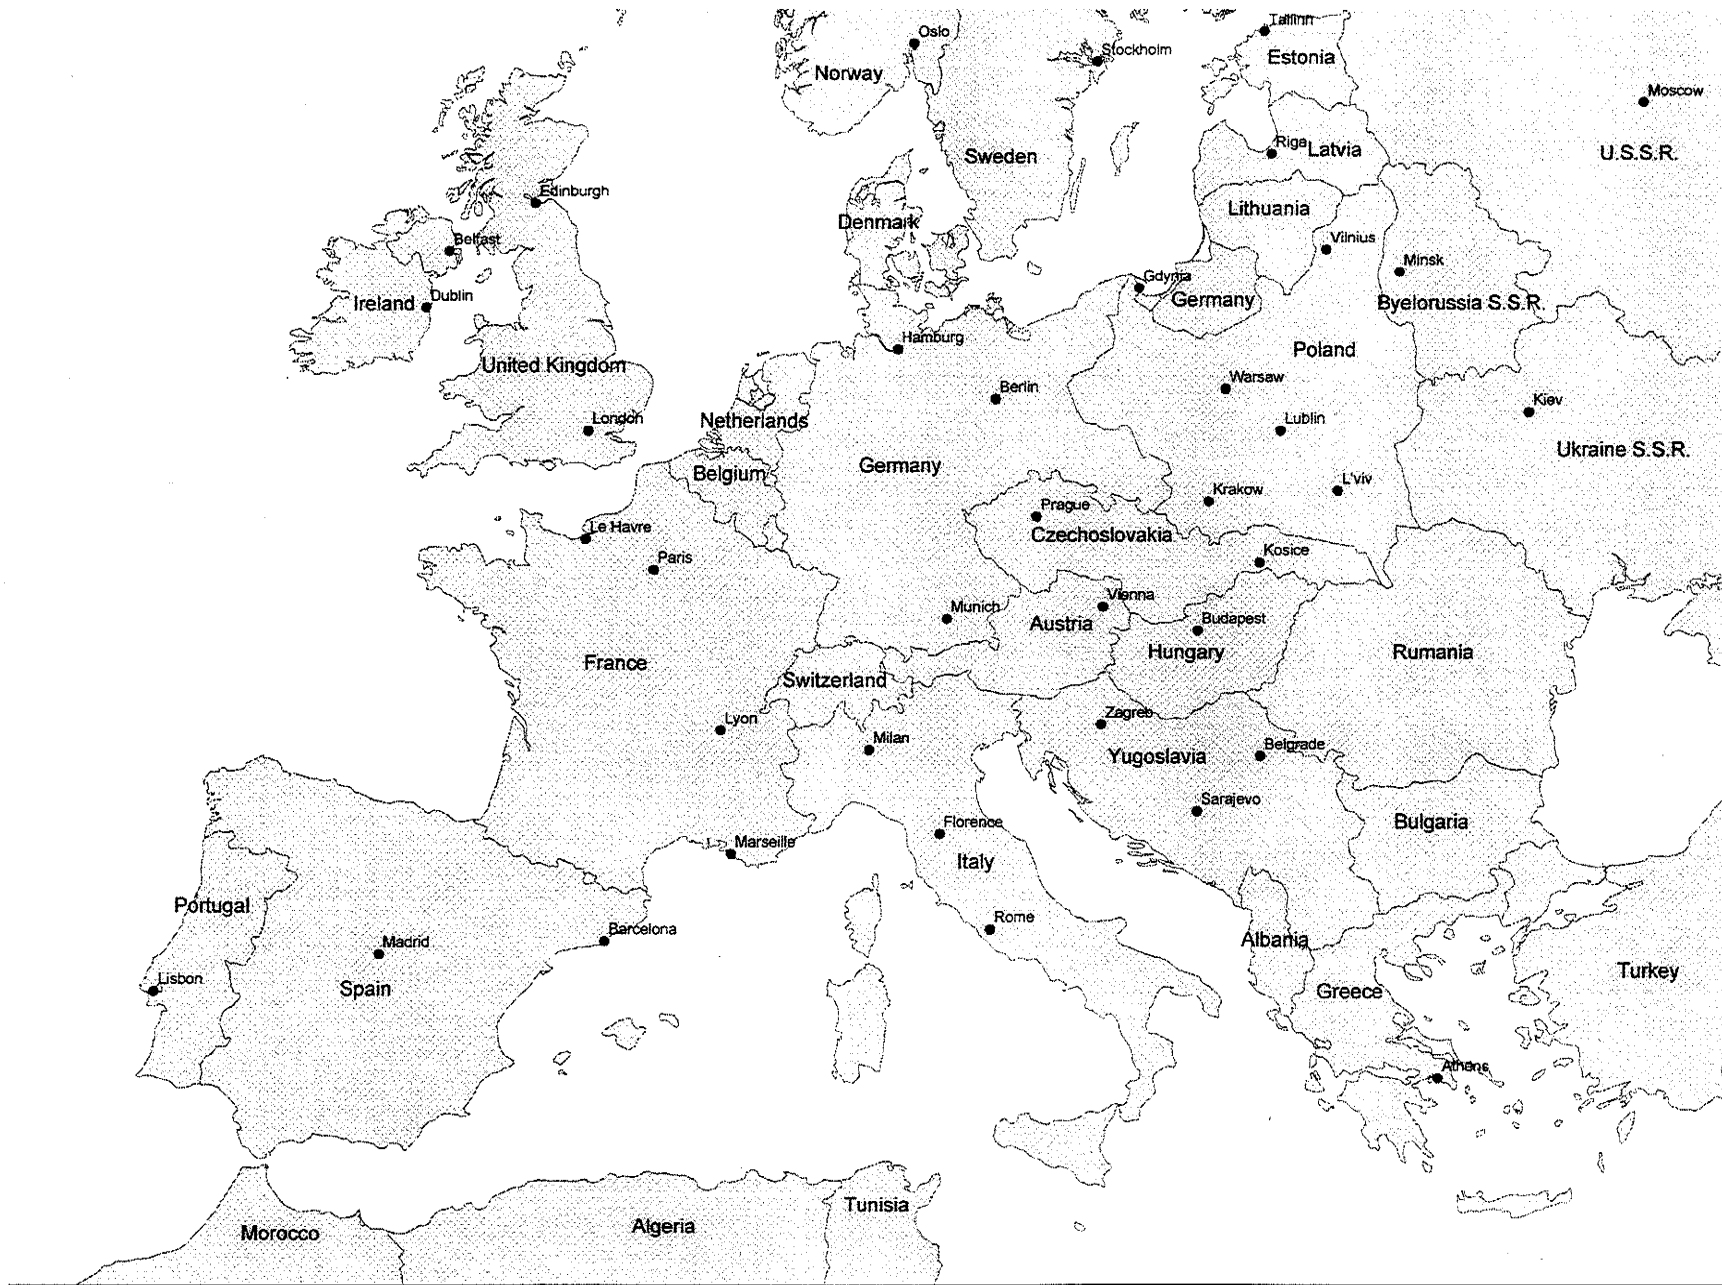 Tallinn
Oslo
Stockholm
Estonia
Norway
Moscow
Riga
Latvia
U.S.S.R.
Sweden
Edinburgh
Lithuania
Denmark
Belfast
Vilnius
Minsk
Gdynia
Dublin
Ireland
Germany
Byelorussia S.S.R.
Hamburg
Poland
United Kingdom
Warsaw
Berlin
Kiev
London
Netherlands
Lublin
Ukraine S.S.R.
Germany
Belgium
L'viv
Krakow
Prague
Le Havre
Czechoslovakia
Kosice
Paris
Vienna
Munich
Budapest
Austria
Hungary
Rumania
France
Switzerland
Zagreb
Lyon
Milan
Belgrade
Yugoslavia
Sarajevo
Florence
Bulgaria
Marseille
Italy
Portugal
Rome
Barcelona
Madrid
Albania
Lisbon
Turkey
Spain
Greece
Athens
Tunisia
Algeria
Morocco